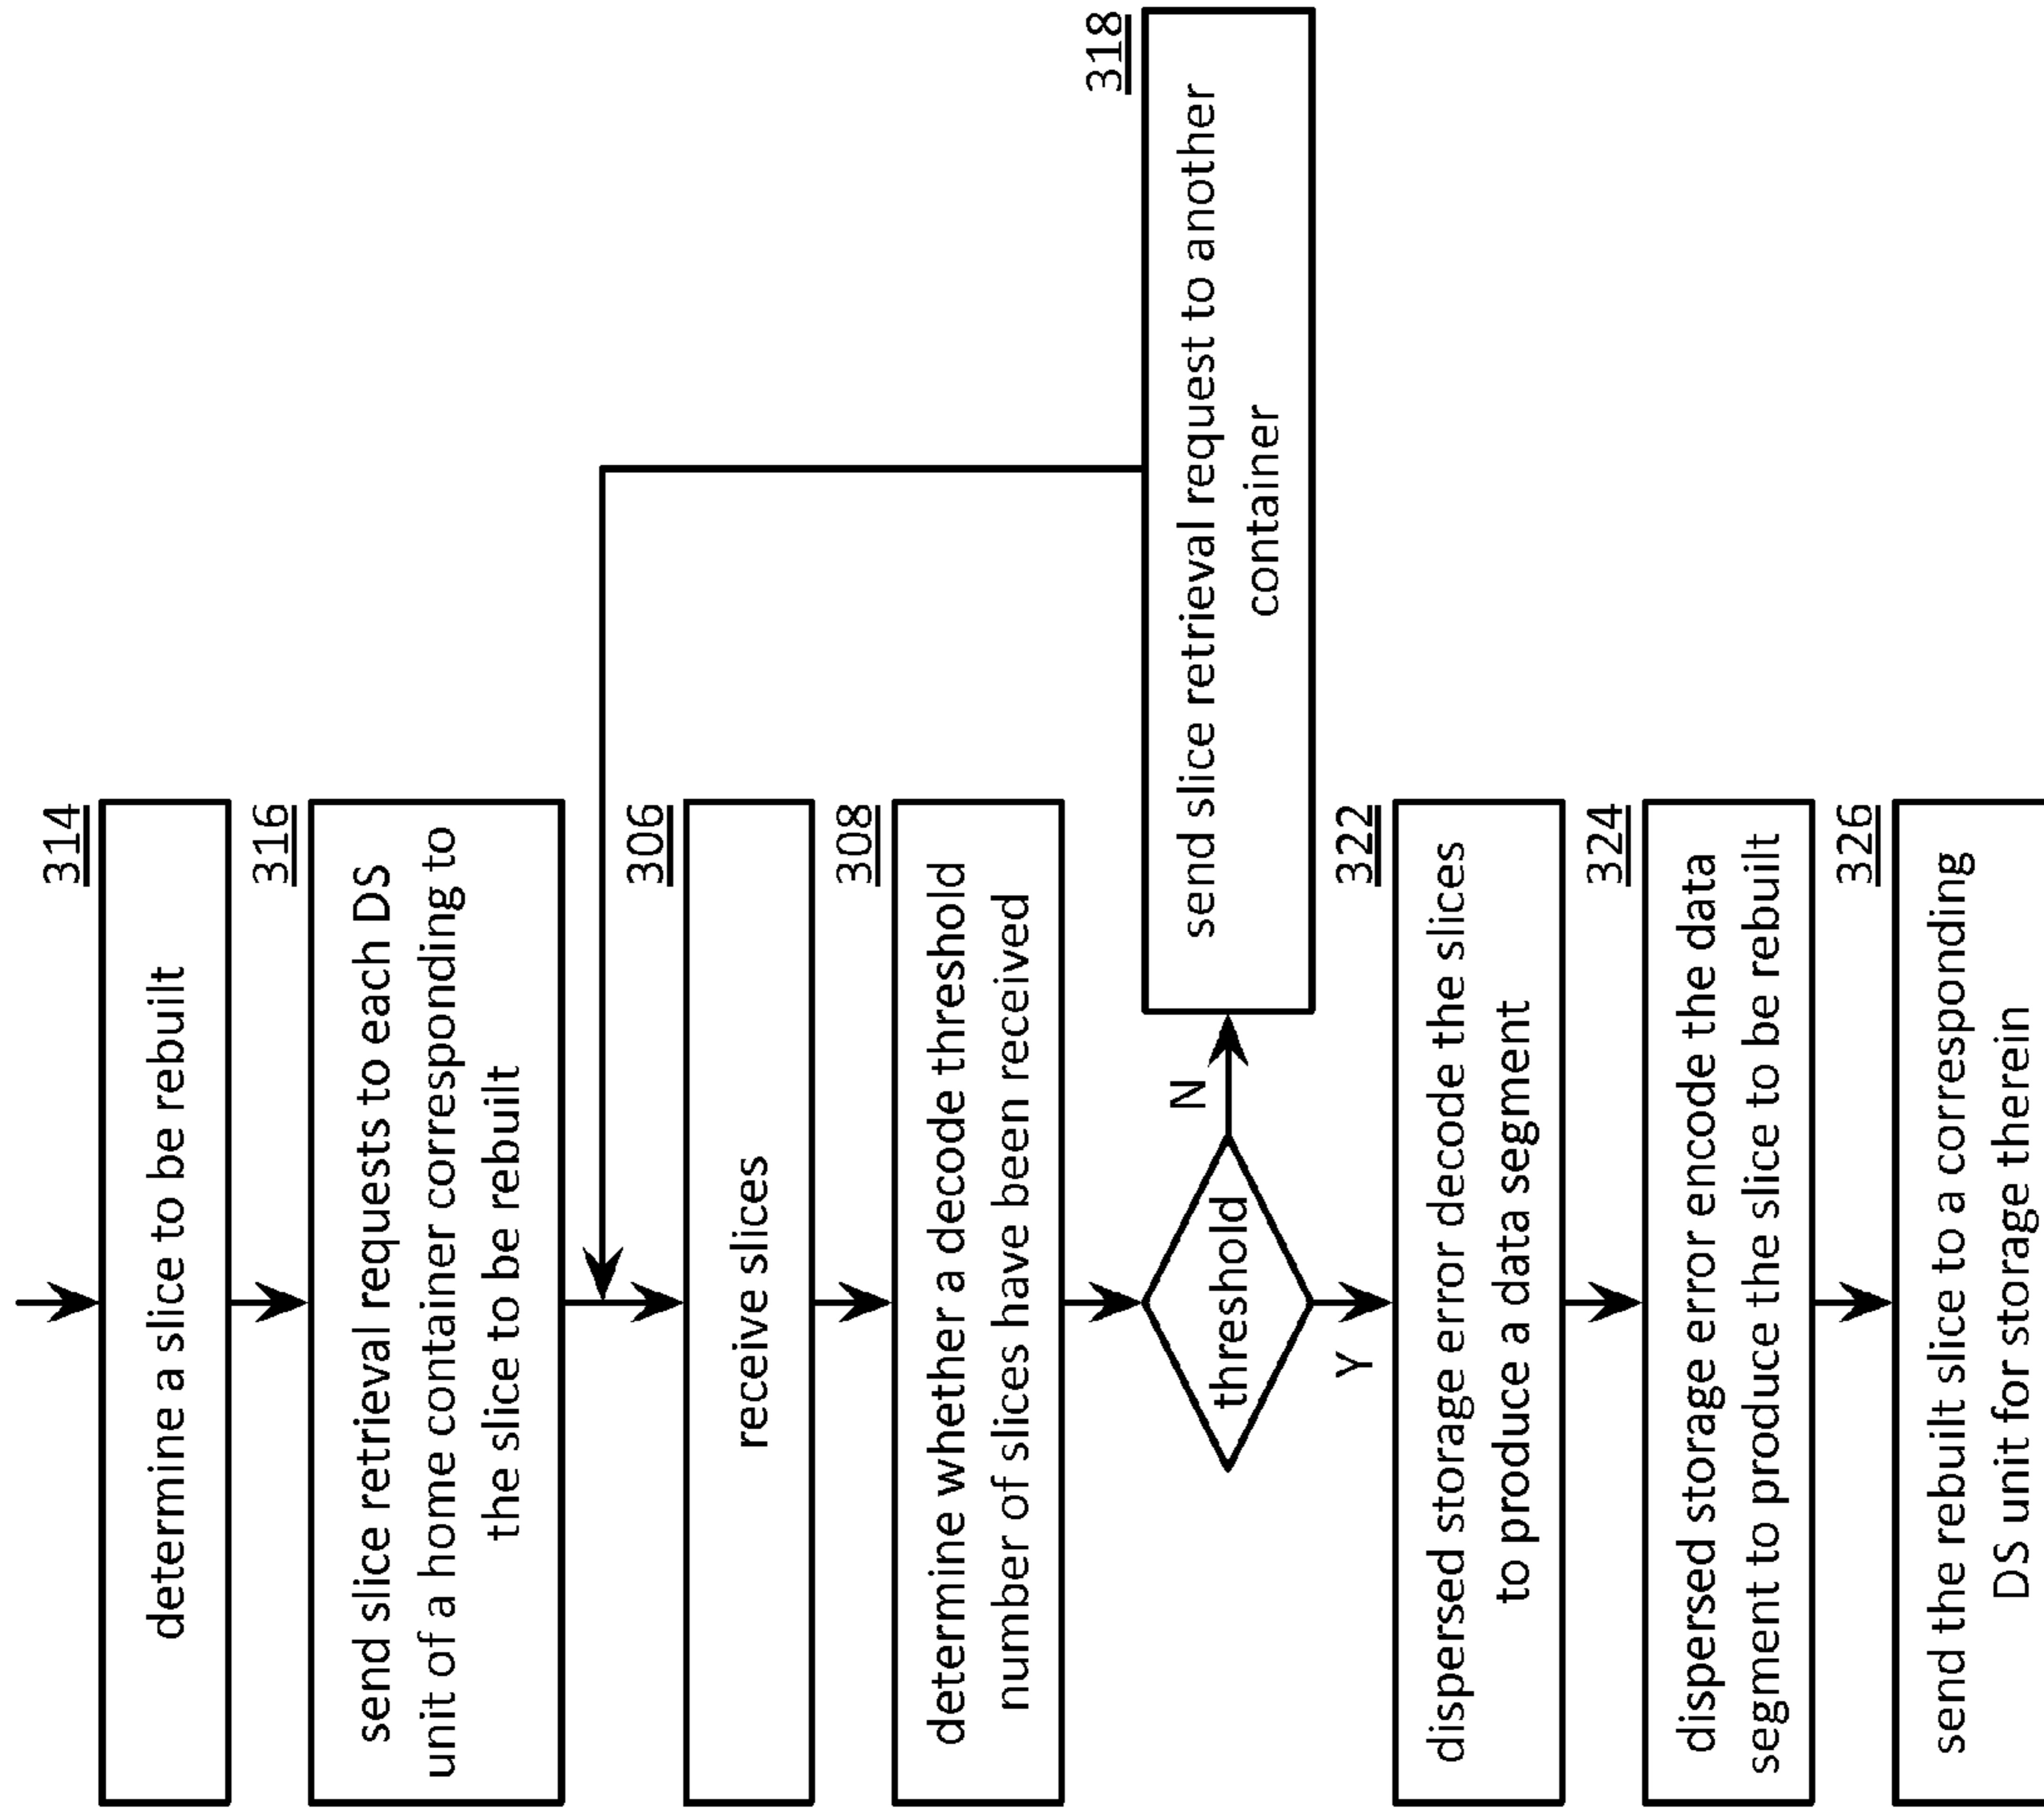 314
determine a slice to be rebuilt
316
send slice retrieval requests to each DS
unit of a home container corresponding to
the slice to be rebuilt
306
receive slices
308
determine whether a decode threshold
number of slices have been received
threshold
N
318
send slice retrieval request to another
container
Y
322
dispersed storage error decode the slices
to produce a data segment
324
dispersed storage error encode the data
segment to produce the slice to be rebuilt
326
send the rebuilt slice to a corresponding
DS unit for storage therein